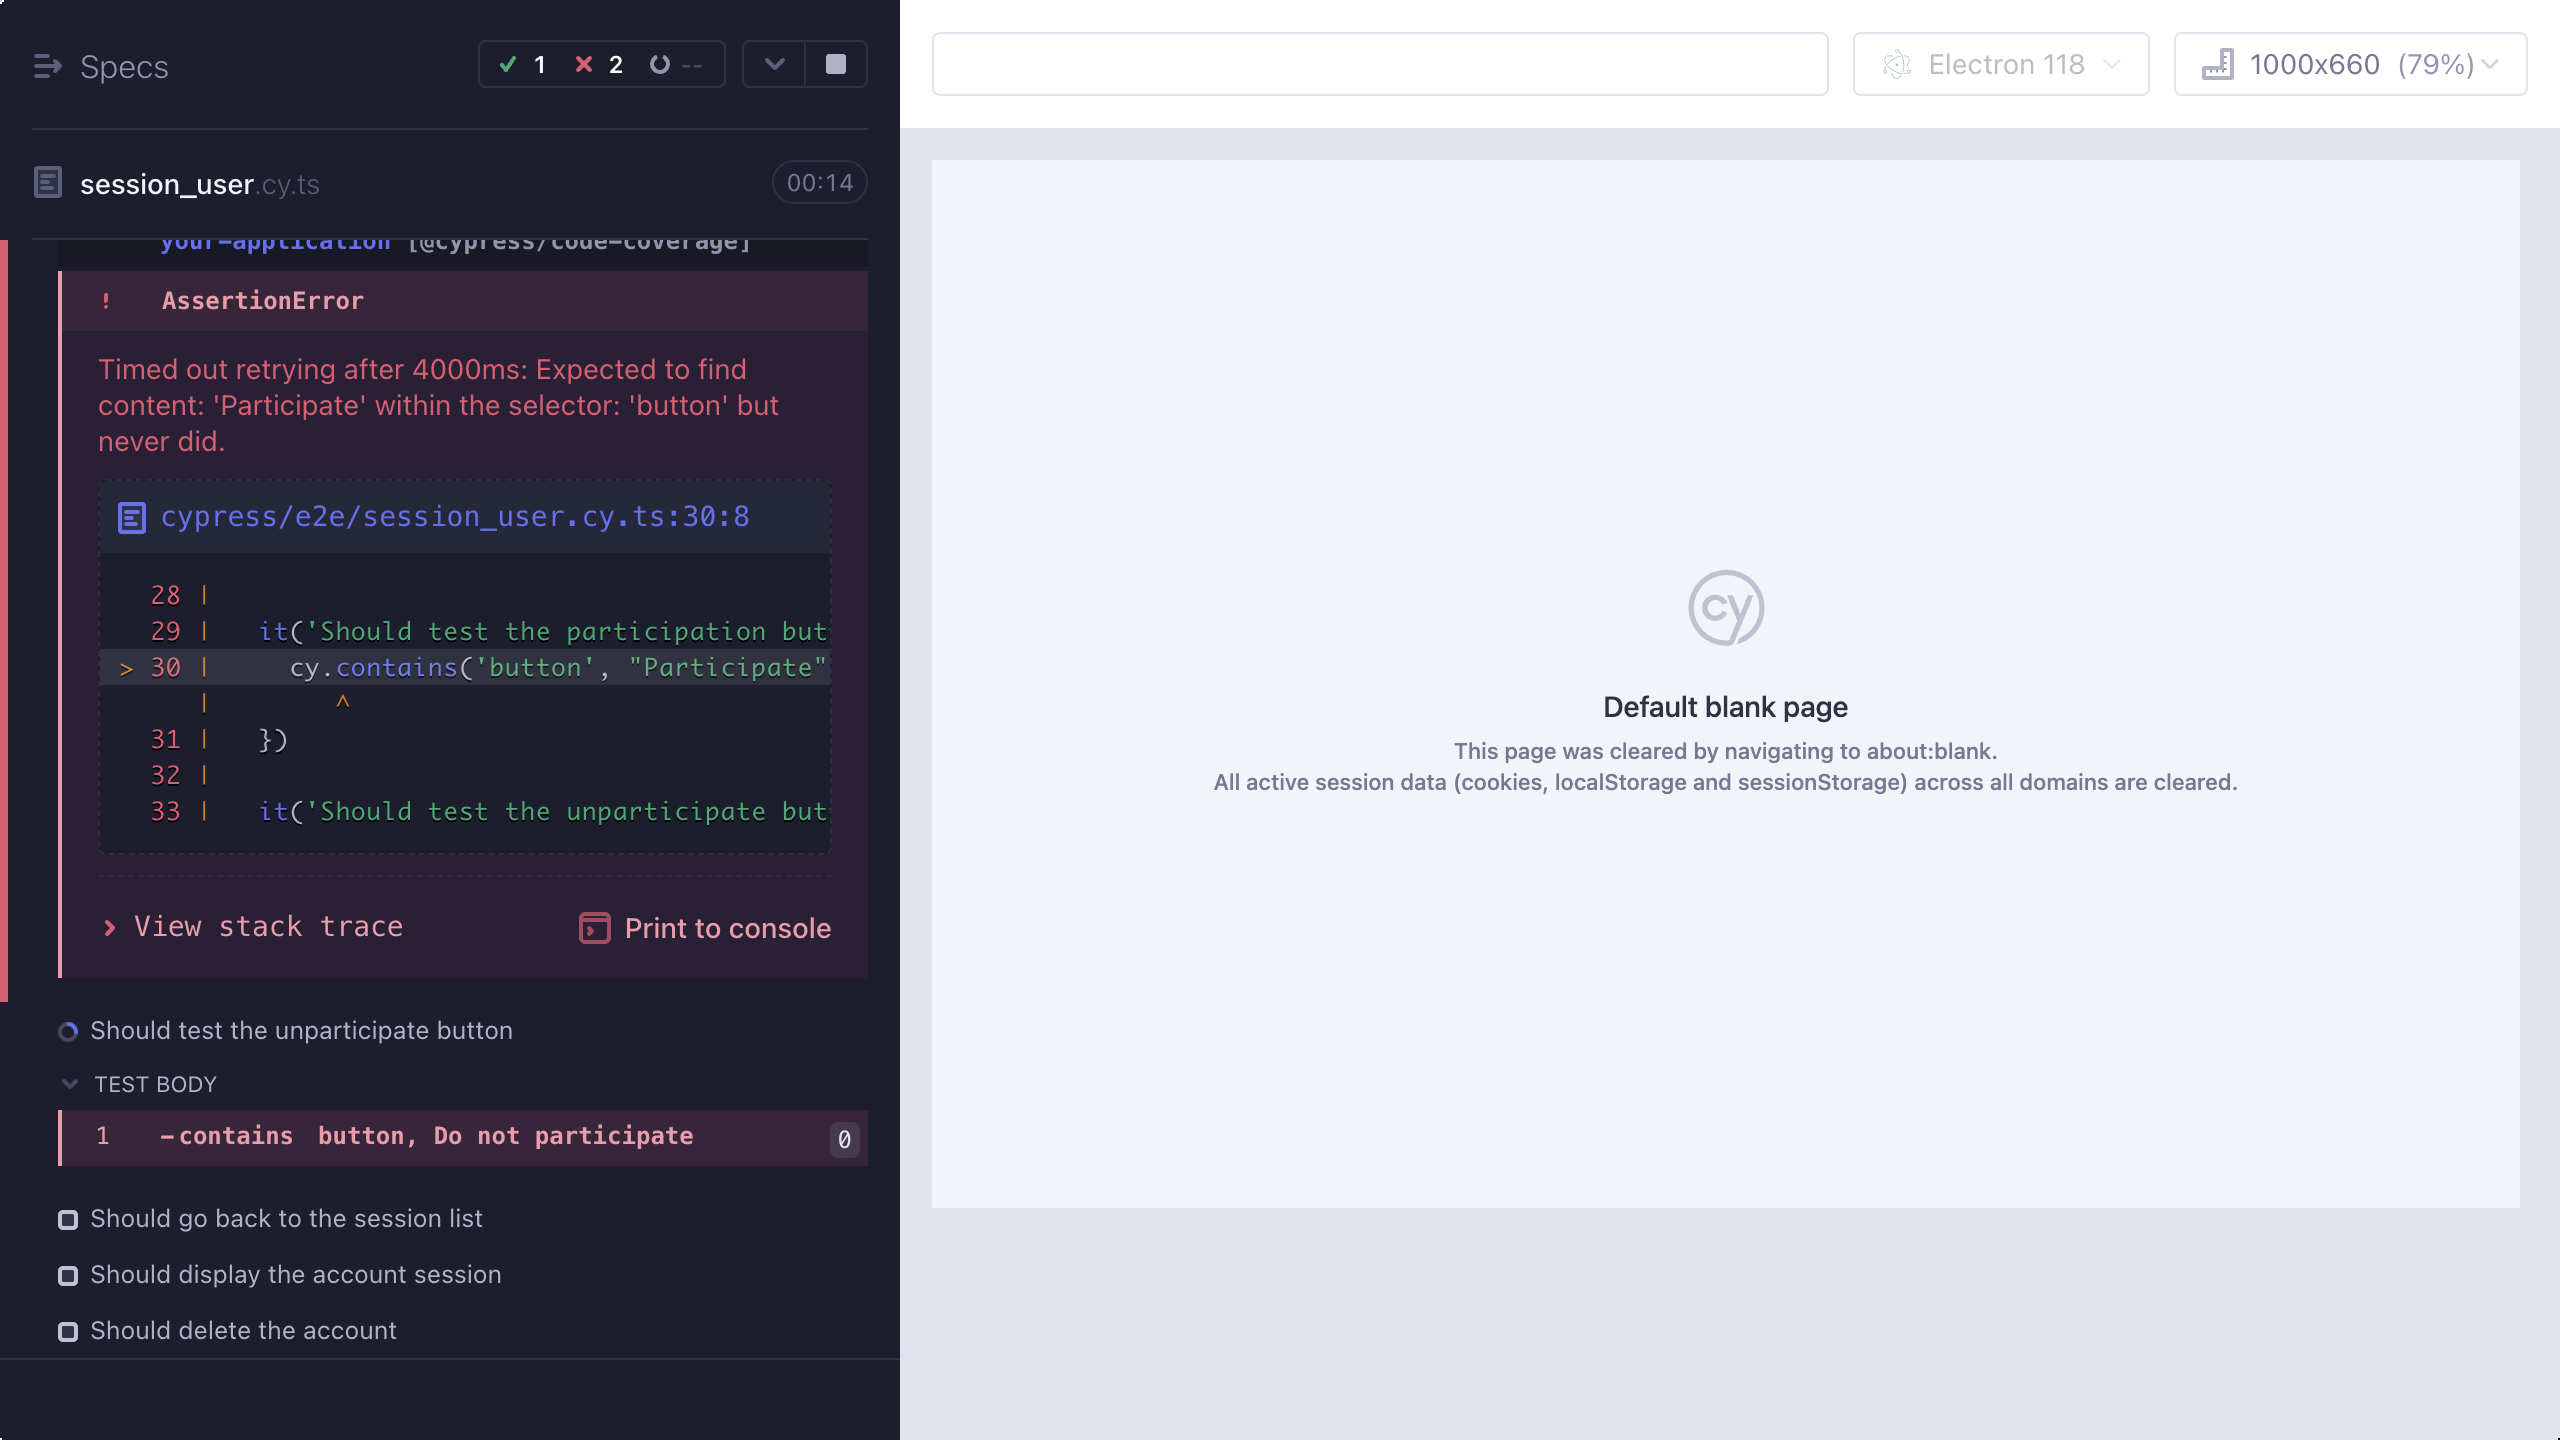 Specs
1 2 --
session_user.cy.ts
00:14
your-application [@cypress/code-coverage]
! AssertionError
Timed out retrying after 4000ms: Expected to find
content: 'Participate' within the selector: 'button' but
never did.
cypress/e2e/session_user.cy.ts:30:8
28 |
29 | it('Should test the participation but
> 30 | cy.contains('button', "Participate"
| ^
31 | })
32 |
33 | it('Should test the unparticipate but
View stack trace
Print to console
Should test the unparticipate button
TEST BODY
1 -contains button, Do not participate 0
Should go back to the session list
Should display the account session
Should delete the account
Electron 118
1000x660 (79%)
cy
Default blank page
This page was cleared by navigating to about:blank.
All active session data (cookies, localStorage and sessionStorage) across all domains are cleared.